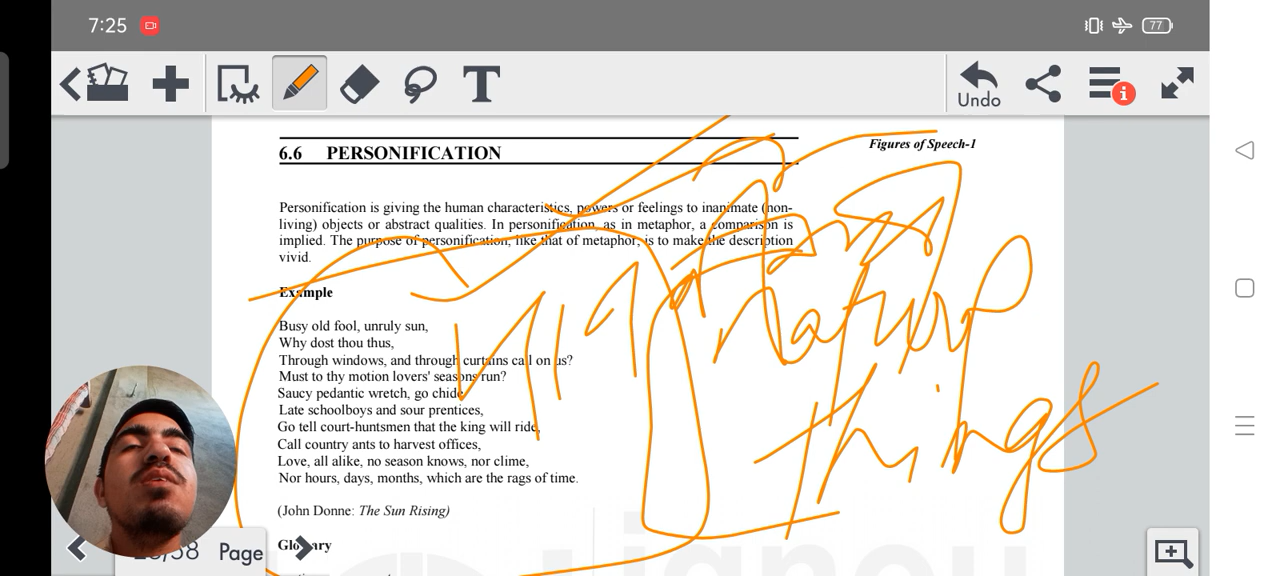 7:25
77
T
Undo
i
Figures of Speech-1
6.6 PERSONIFICATION
Personification is giving the human characteristics, powers or feelings to inanimate (non-
living) objects or abstract qualities. In personification, as in metaphor, a comparison is
implied. The purpose of personification, like that of metaphor, is to make the description
vivid.
Example
Busy old fool, unruly sun,
Why dost thou thus,
Through windows, and through curtains call on us?
Must to thy motion lovers' seasons run?
Saucy pedantic wretch, go chide
Late schoolboys and sour prentices,
Go tell court-huntsmen that the king will ride,
Call country ants to harvest offices,
Love, all alike, no season knows, nor clime,
Nor hours, days, months, which are the rags of time.
(John Donne: The Sun Rising)
Glossary
things
/58 Page
ignou